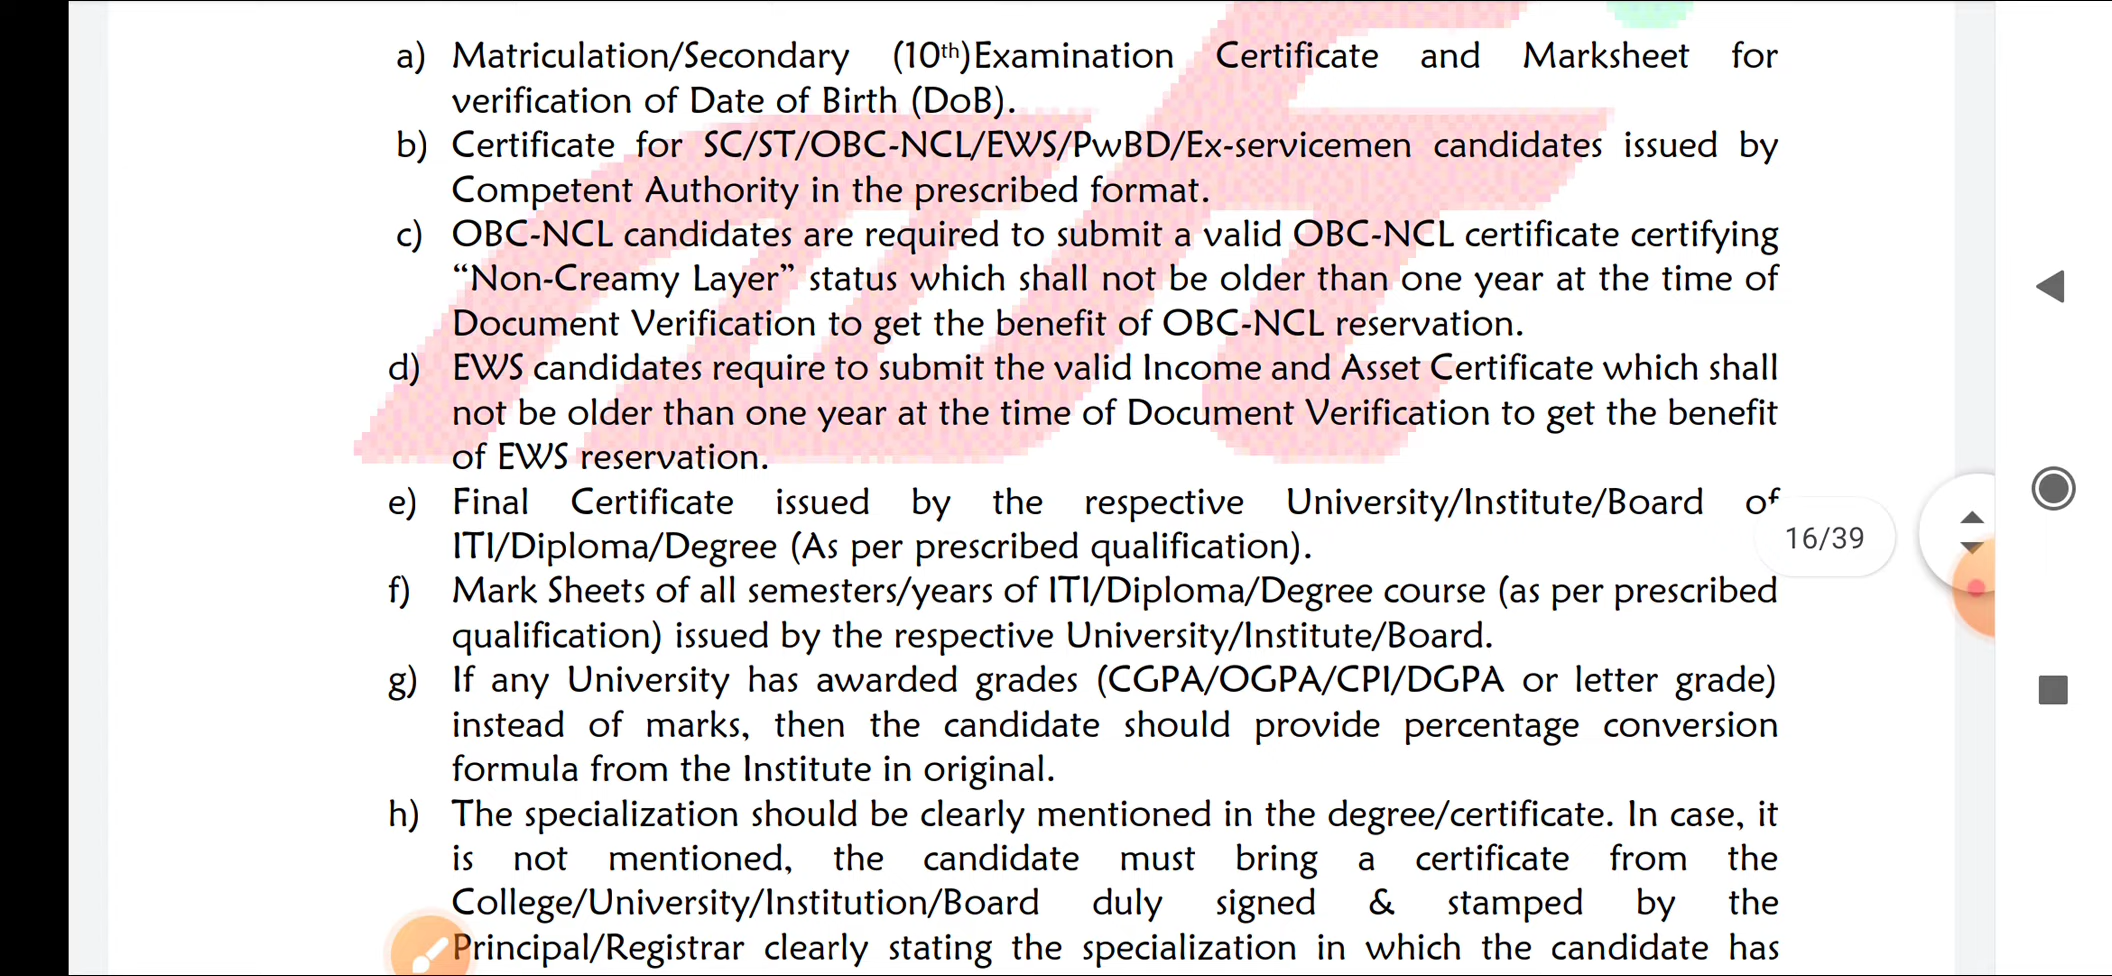 a) Matriculation/Secondary (10th)Examination Certificate and Marksheet for
verification of Date of Birth (DoB).
b) Certificate for SC/ST/OBC-NCL/EWS/PwBD/Ex-servicemen candidates issued by
Competent Authority in the prescribed format.
c) OBC-NCL candidates are required to submit a valid OBC-NCL certificate certifying
“Non-Creamy Layer” status which shall not be older than one year at the time of
Document Verification to get the benefit of OBC-NCL reservation.
d) EWS candidates require to submit the valid Income and Asset Certificate which shall
not be older than one year at the time of Document Verification to get the benefit
of EWS reservation.
e) Final Certificate issued by the respective University/Institute/Board of
16/39
ITI/Diploma/Degree (As per prescribed qualification).
f) Mark Sheets of all semesters/years of ITI/Diploma/Degree course (as per prescribed
qualification) issued by the respective University/Institute/Board.
g) If any University has awarded grades (CGPA/OGPA/CPI/DGPA or letter grade)
instead of marks, then the candidate should provide percentage conversion
formula from the Institute in original.
h) The specialization should be clearly mentioned in the degree/certificate. In case, it
is not mentioned, the candidate must bring a certificate from the
College/University/Institution/Board duly signed & stamped by the
Principal/Registrar clearly stating the specialization in which the candidate has